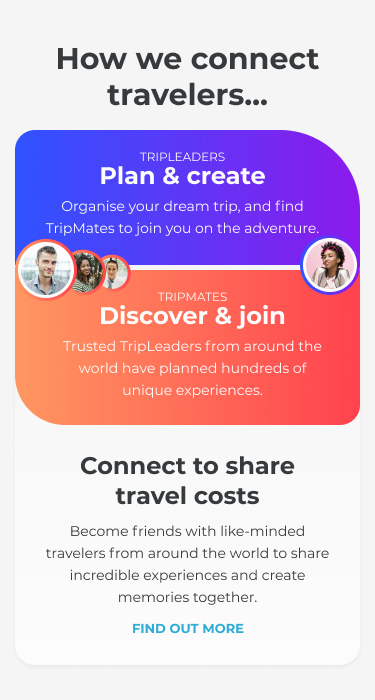 How we connect
travelers...
TRIPLEADERS
Plan & create
Organise your dream trip, and find
TripMates to join you on the adventure.
TRIPMATES
Discover & join
Trusted TripLeaders from around the
world have planned hundreds of
unique experiences.
Connect to share
travel costs
Become friends with like-minded
travelers from around the world to share
incredible experiences and create
memories together.
FIND OUT MORE